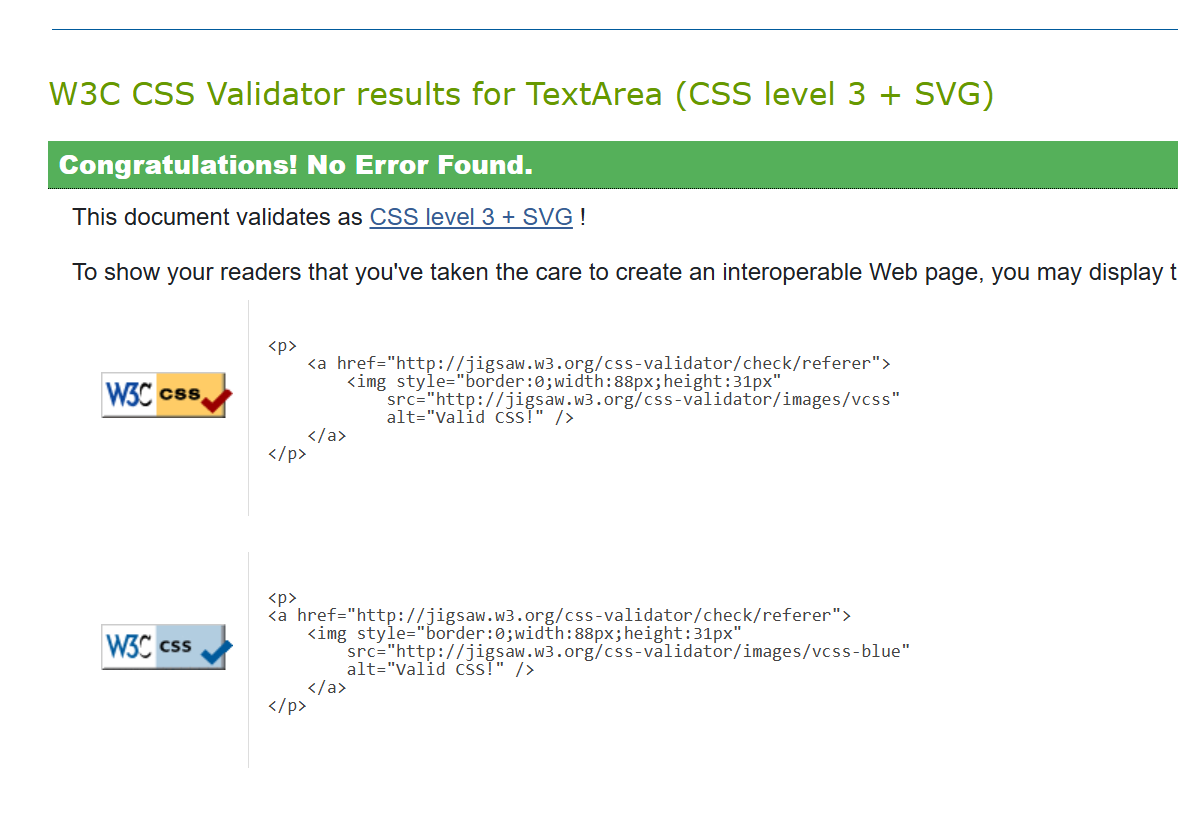 W3C CSS Validator results for TextArea (CSS level 3 + SVG)
Congratulations! No Error Found.
This document validates as CSS level 3 + SVG !
To show your readers that you've taken the care to create an interoperable Web page, you may display t
W3C css
<p>
    <a href="http://jigsaw.w3.org/css-validator/check/referer">
        <img style="border:0;width:88px;height:31px"
            src="http://jigsaw.w3.org/css-validator/images/vcss"
            alt="Valid CSS!" />
    </a>
</p>
W3C css
<p>
<a href="http://jigsaw.w3.org/css-validator/check/referer">
    <img style="border:0;width:88px;height:31px"
        src="http://jigsaw.w3.org/css-validator/images/vcss-blue"
        alt="Valid CSS!" />
    </a>
</p>